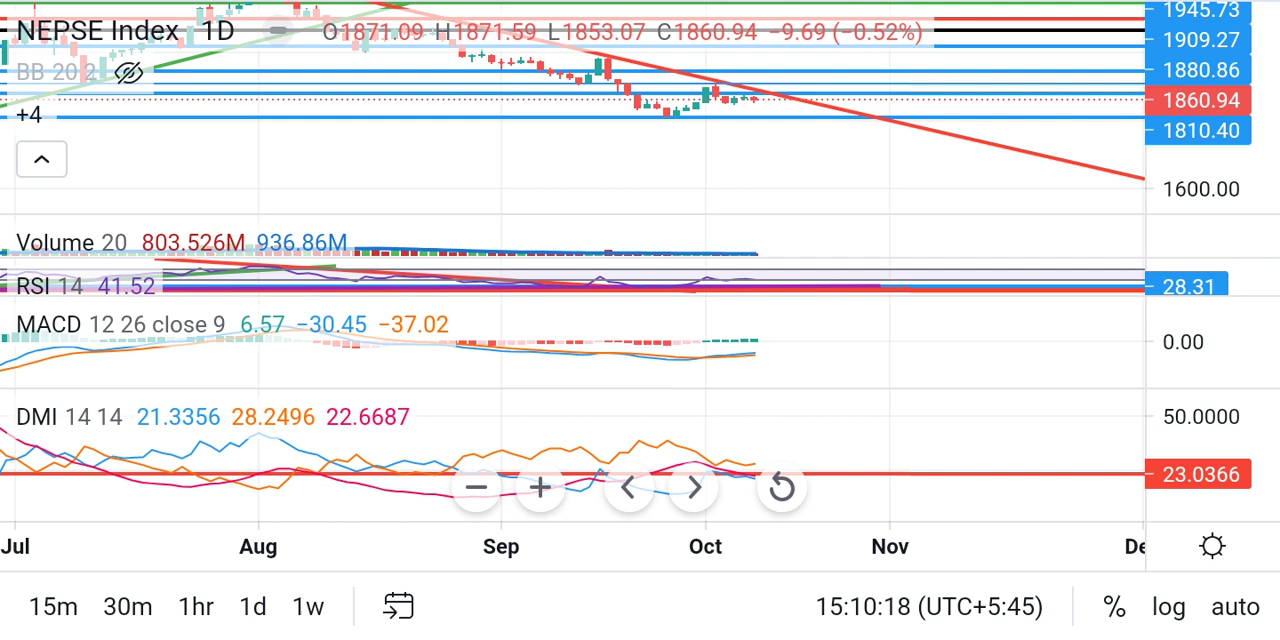 1945.73
NEPSE Index 1D O1871.09 H1871.59 L1853.07 C1860.94 −9.69 (−0.52%)
1909.27
BB 20 2
1880.86
1860.94
+4
1810.40
1600.00
Volume 20 803.526M 936.86M
RSI 14 41.52
28.31
MACD 12 26 close 9 6.57 −30.45 −37.02
0.00
DMI 14 14 21.3356 28.2496 22.6687
50.0000
23.0366
Jul Aug Sep Oct Nov De
15m 30m 1hr 1d 1w 15:10:18 (UTC+5:45) % log auto